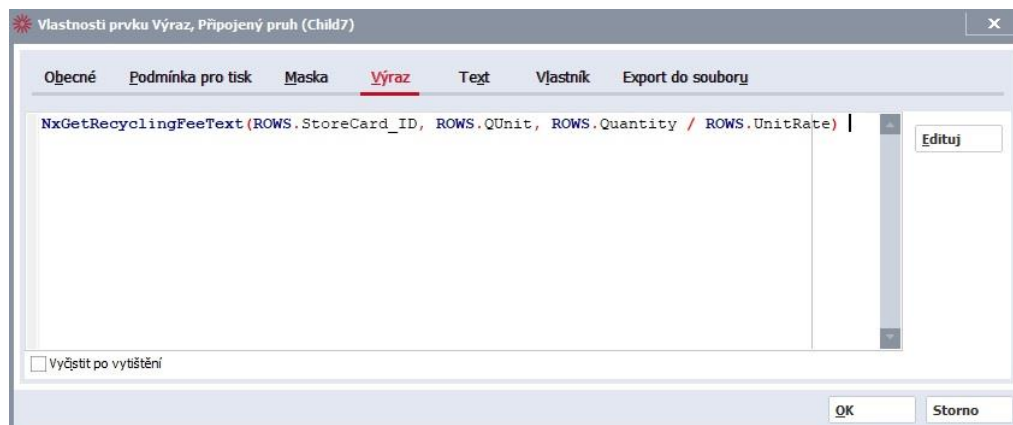 Vlastnosti prvku Výraz, Připojený pruh (Child7)
Obecné Podmínka pro tisk Maska Výraz Text Vlastník Export do souboru
NxGetRecyclingFeeText(ROWS.StoreCard_ID, ROWS.QUnit, ROWS.Quantity / ROWS.UnitRate)
Edituj
Vyčistit po vytištění
OK Storno